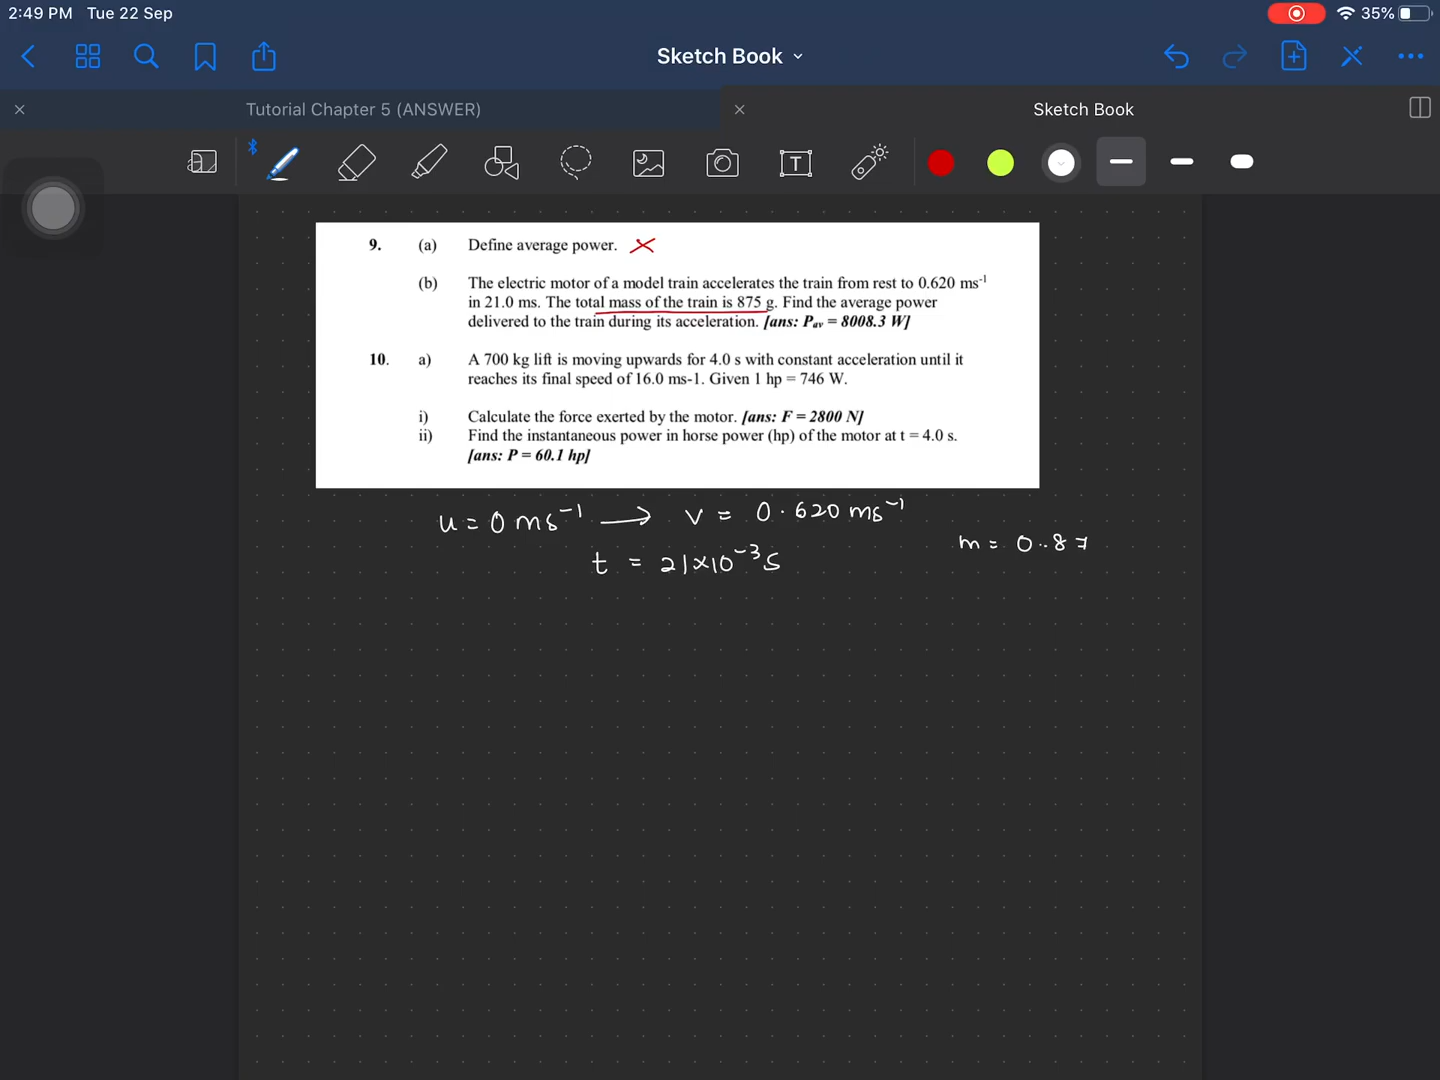 2:49 PM Tue 22 Sep 35%
Sketch Book
Tutorial Chapter 5 (ANSWER) Sketch Book
9. (a) Define average power.
(b) The electric motor of a model train accelerates the train from rest to 0.620 ms⁻¹
in 21.0 ms. The total mass of the train is 875 g. Find the average power
delivered to the train during its acceleration. [ans: Pav = 8008.3 W]
10. a) A 700 kg lift is moving upwards for 4.0 s with constant acceleration until it
reaches its final speed of 16.0 ms-1. Given 1 hp = 746 W.
i) Calculate the force exerted by the motor. [ans: F = 2800 N]
ii) Find the instantaneous power in horse power (hp) of the motor at t = 4.0 s.
[ans: P = 60.1 hp]
u = 0 ms⁻¹ → v = 0.620 ms⁻¹
m = 0.87
t = 21×10⁻³ s